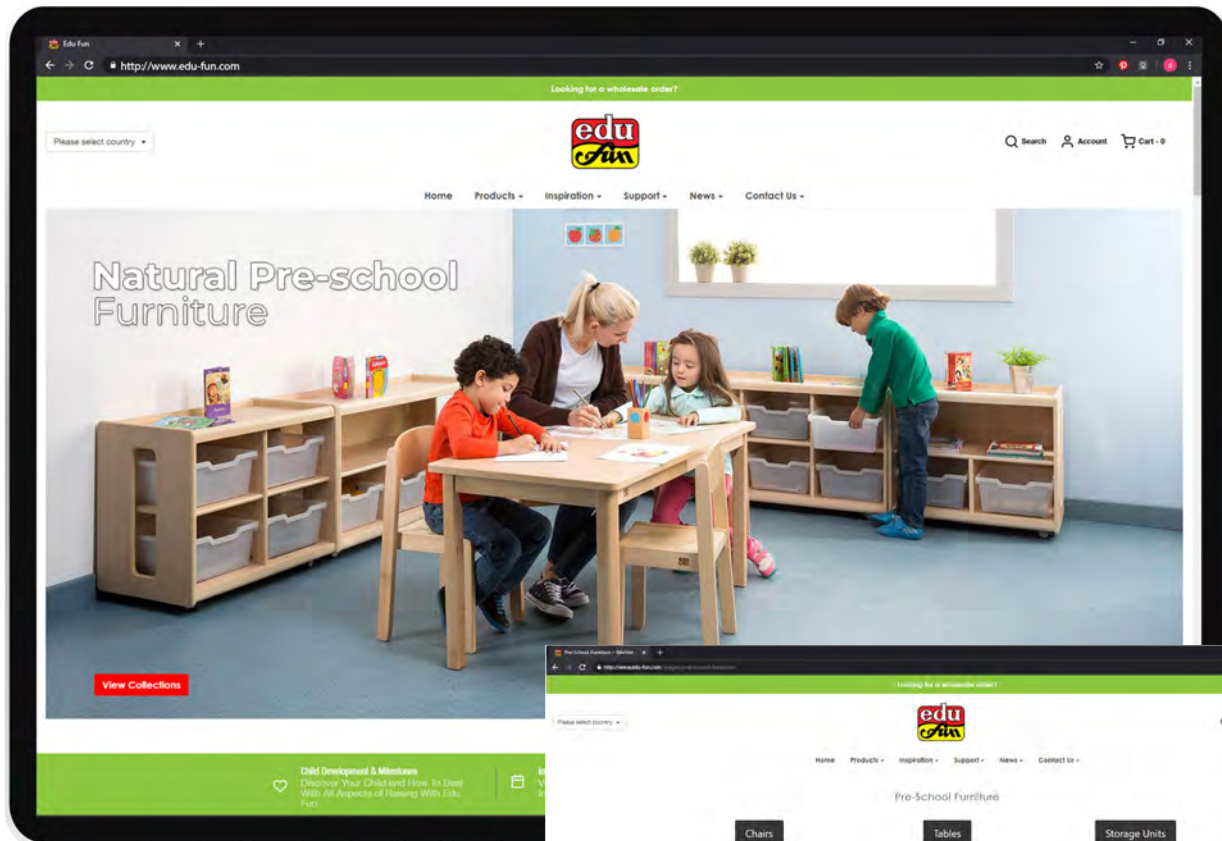 Edu Fun
http://www.edu-fun.com
Looking for a wholesale order?
Please select country
edu
fun
Search
Account
Cart - 0
Home
Products
Inspiration
Support
News
Contact Us
Natural Pre-school
Furniture
View Collections
Child Development & Milestones
Discover Your Child and How To Deal
With All Aspects of Raising With Edu
Fun
Looking for a wholesale order?
Please select country
edu
fun
Home
Products
Inspiration
Support
News
Contact Us
Pre-School Furniture
Chairs
Tables
Storage Units